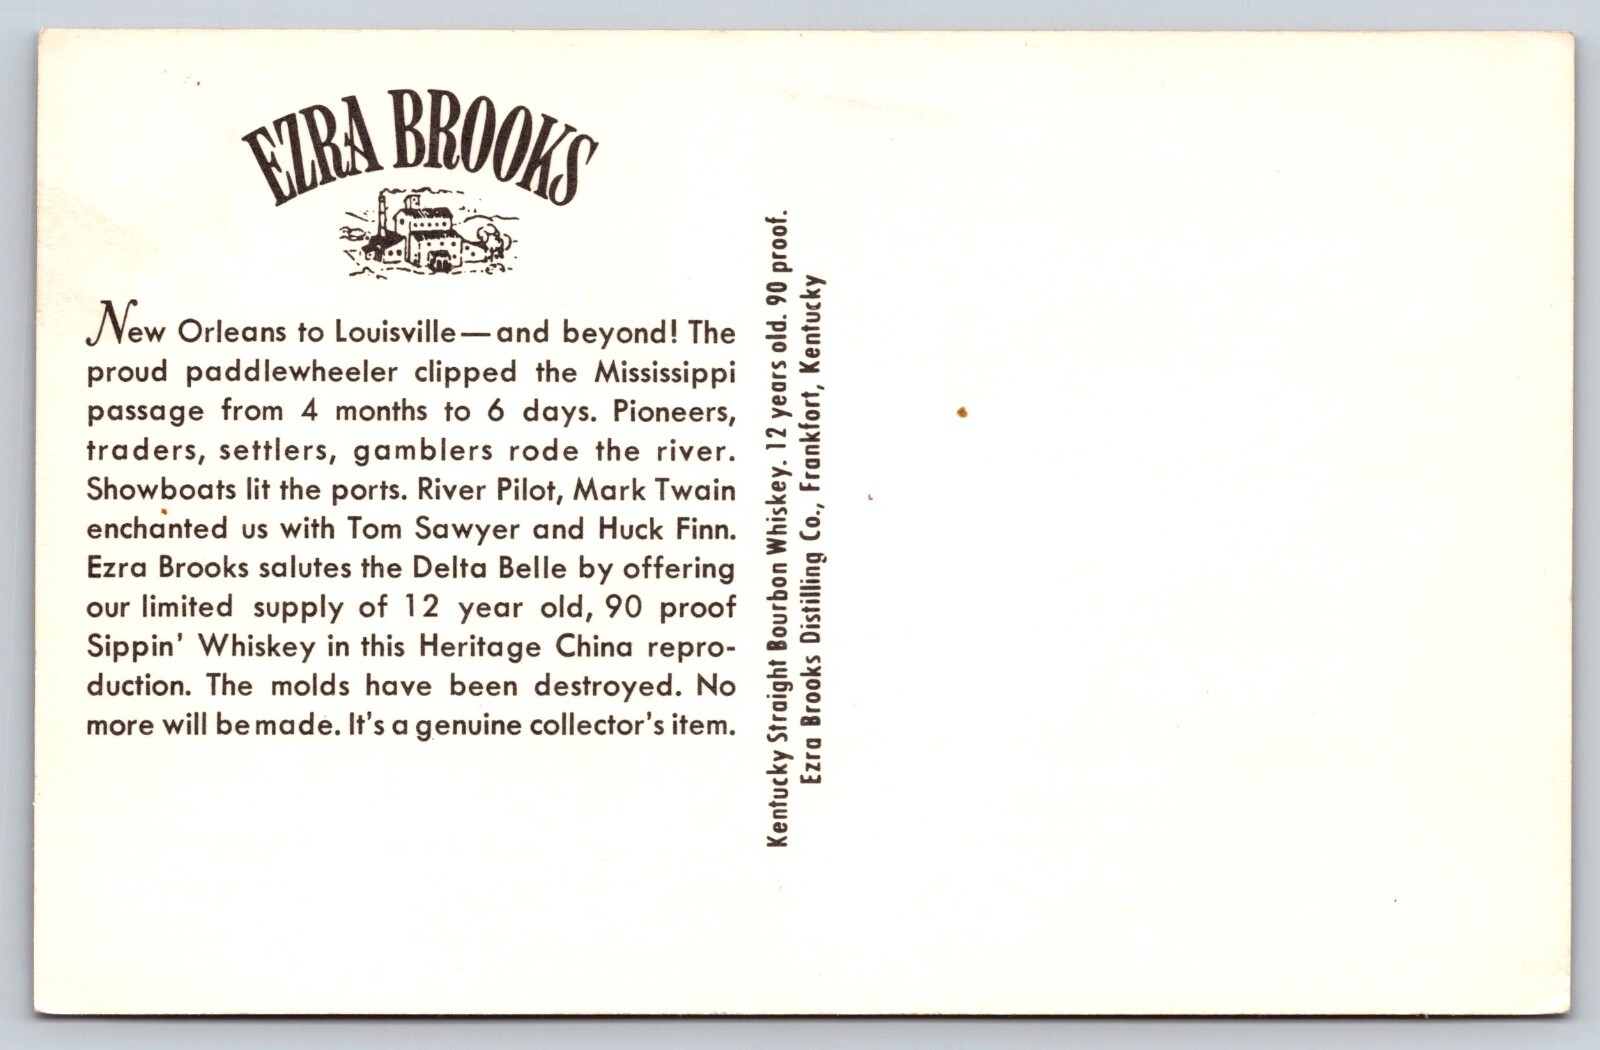 EZRA BROOKS
New Orleans to Louisville—and beyond! The
proud paddlewheeler clipped the Mississippi
passage from 4 months to 6 days. Pioneers,
traders, settlers, gamblers rode the river.
Showboats lit the ports. River Pilot, Mark Twain
enchanted us with Tom Sawyer and Huck Finn.
Ezra Brooks salutes the Delta Belle by offering
our limited supply of 12 year old, 90 proof
Sippin' Whiskey in this Heritage China repro-
duction. The molds have been destroyed. No
more will be made. It's a genuine collector's item.
Kentucky Straight Bourbon Whiskey. 12 years old. 90 proof.
Ezra Brooks Distilling Co., Frankfort, Kentucky